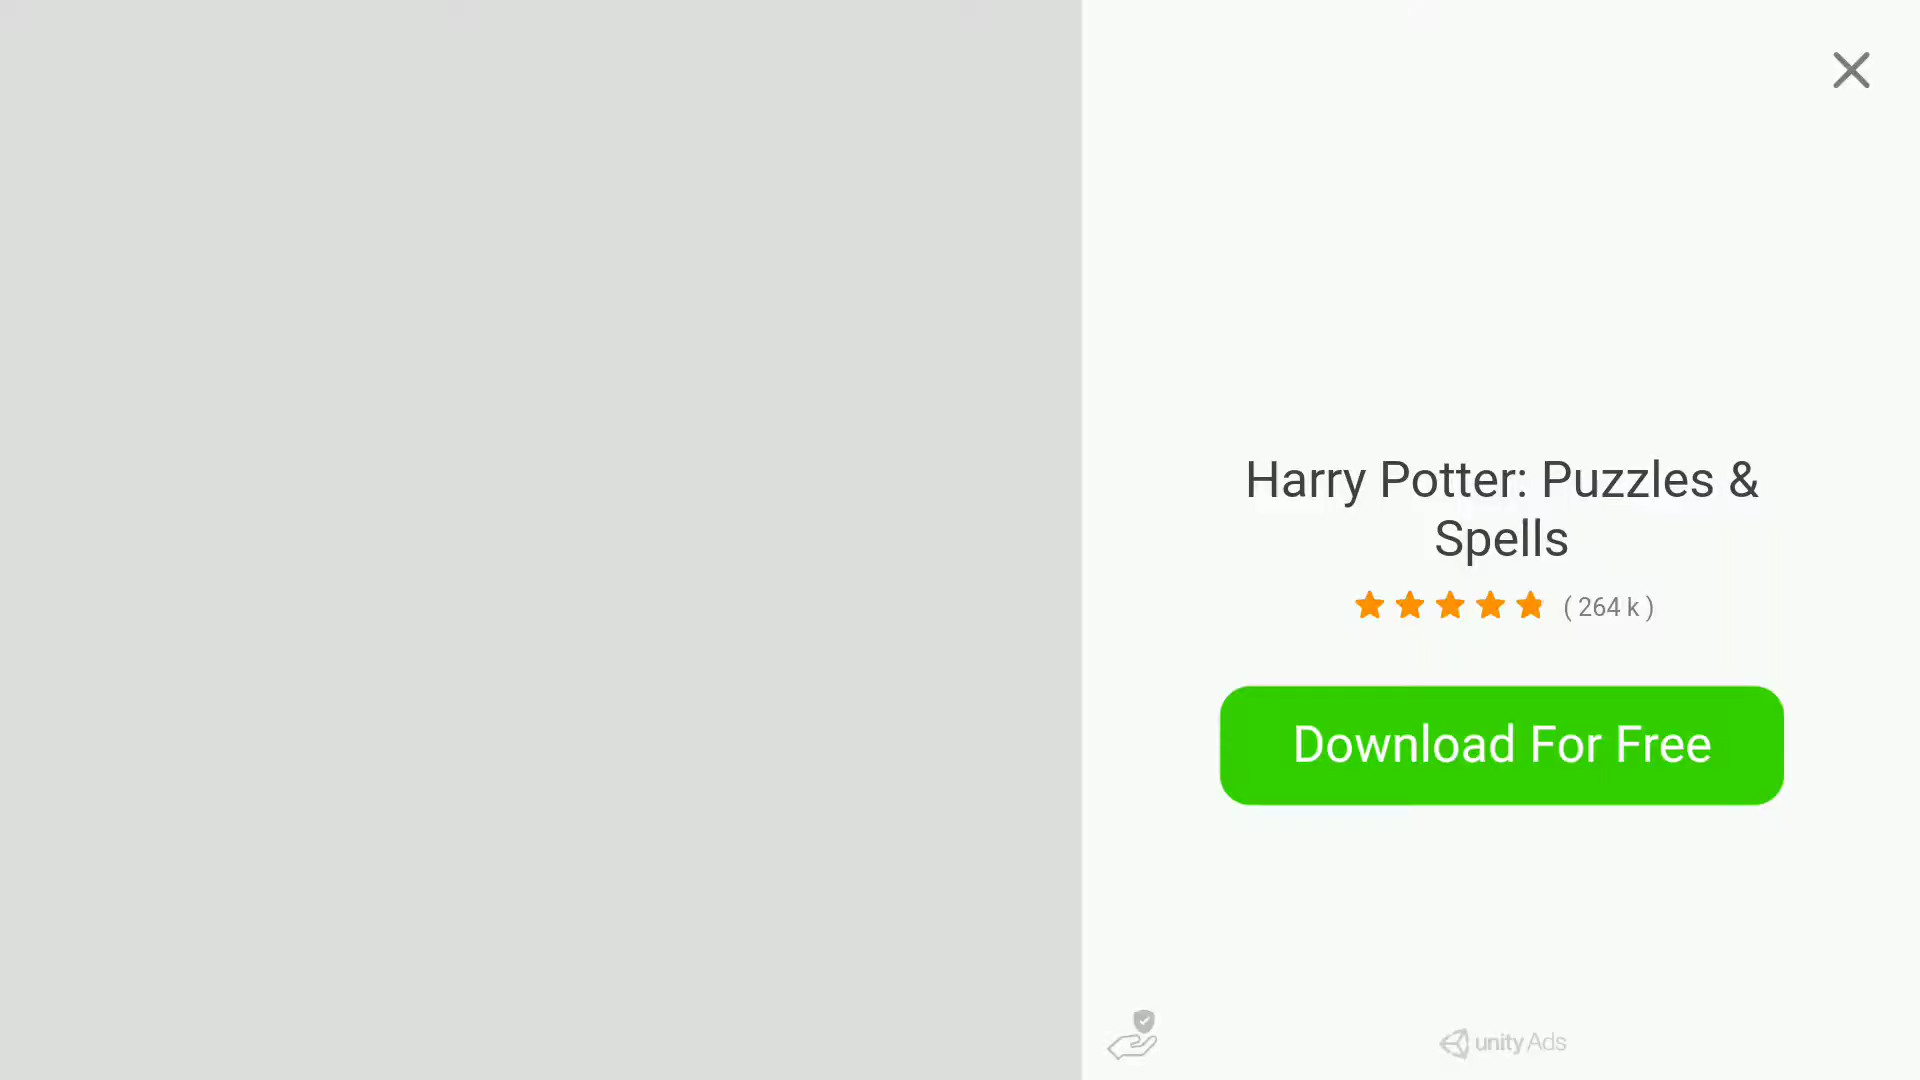 Harry Potter: Puzzles &
Spells
( 264 k )
Download For Free
unity Ads